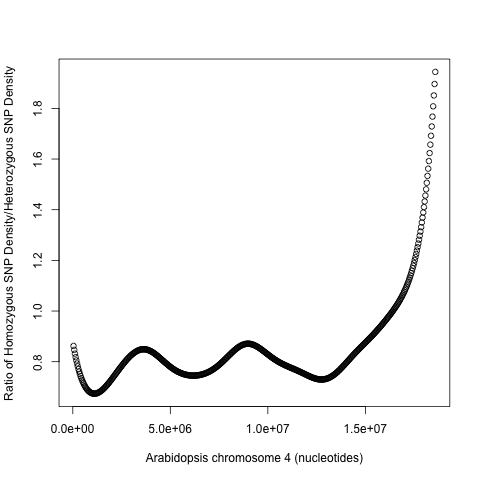 Ratio of Homozygous SNP Density/Heterozygous SNP Density
1.8
1.6
1.4
1.2
1.0
0.8
0.0e+00 5.0e+06 1.0e+07 1.5e+07
Arabidopsis chromosome 4 (nucleotides)